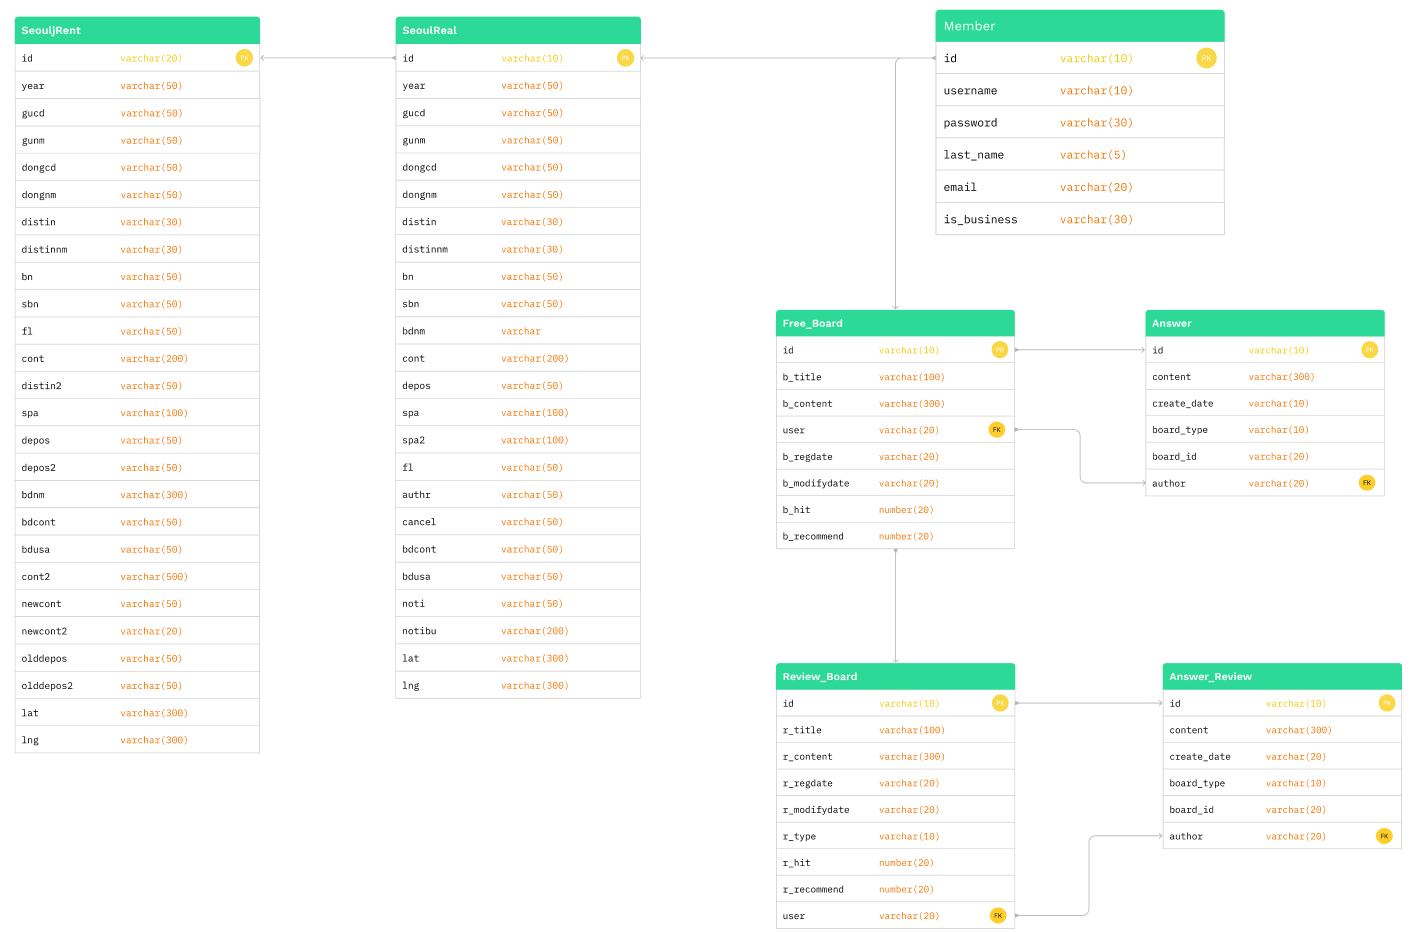 SeouljRent
id varchar(20) PK
year varchar(50)
gucd varchar(50)
gunm varchar(50)
dongcd varchar(50)
dongnm varchar(50)
distin varchar(30)
distinnm varchar(30)
bn varchar(50)
sbn varchar(50)
fl varchar(50)
cont varchar(200)
distin2 varchar(50)
spa varchar(100)
depos varchar(50)
depos2 varchar(50)
bdnm varchar(300)
bdcont varchar(50)
bdusa varchar(50)
cont2 varchar(500)
newcont varchar(50)
newcont2 varchar(20)
olddepos varchar(50)
olddepos2 varchar(50)
lat varchar(300)
lng varchar(300)
SeoulReal
id varchar(10) PK
year varchar(50)
gucd varchar(50)
gunm varchar(50)
dongcd varchar(50)
dongnm varchar(50)
distin varchar(30)
distinnm varchar(30)
bn varchar(50)
sbn varchar(50)
bdnm varchar
cont varchar(200)
depos varchar(50)
spa varchar(100)
spa2 varchar(100)
fl varchar(50)
authr varchar(50)
cancel varchar(50)
bdcont varchar(50)
bdusa varchar(50)
noti varchar(50)
notibu varchar(200)
lat varchar(300)
lng varchar(300)
Member
id varchar(10) PK
username varchar(10)
password varchar(30)
last_name varchar(5)
email varchar(20)
is_business varchar(30)
Free_Board
id varchar(10) PK
b_title varchar(100)
b_content varchar(300)
user varchar(20) FK
b_regdate varchar(20)
b_modifydate varchar(20)
b_hit number(20)
b_recommend number(20)
Answer
id varchar(10) PK
content varchar(300)
create_date varchar(10)
board_type varchar(10)
board_id varchar(20)
author varchar(20) FK
Review_Board
id varchar(10) PK
r_title varchar(100)
r_content varchar(300)
r_regdate varchar(20)
r_modifydate varchar(20)
r_type varchar(10)
r_hit number(20)
r_recommend number(20)
user varchar(20) FK
Answer_Review
id varchar(10) PK
content varchar(300)
create_date varchar(20)
board_type varchar(10)
board_id varchar(20)
author varchar(20) FK